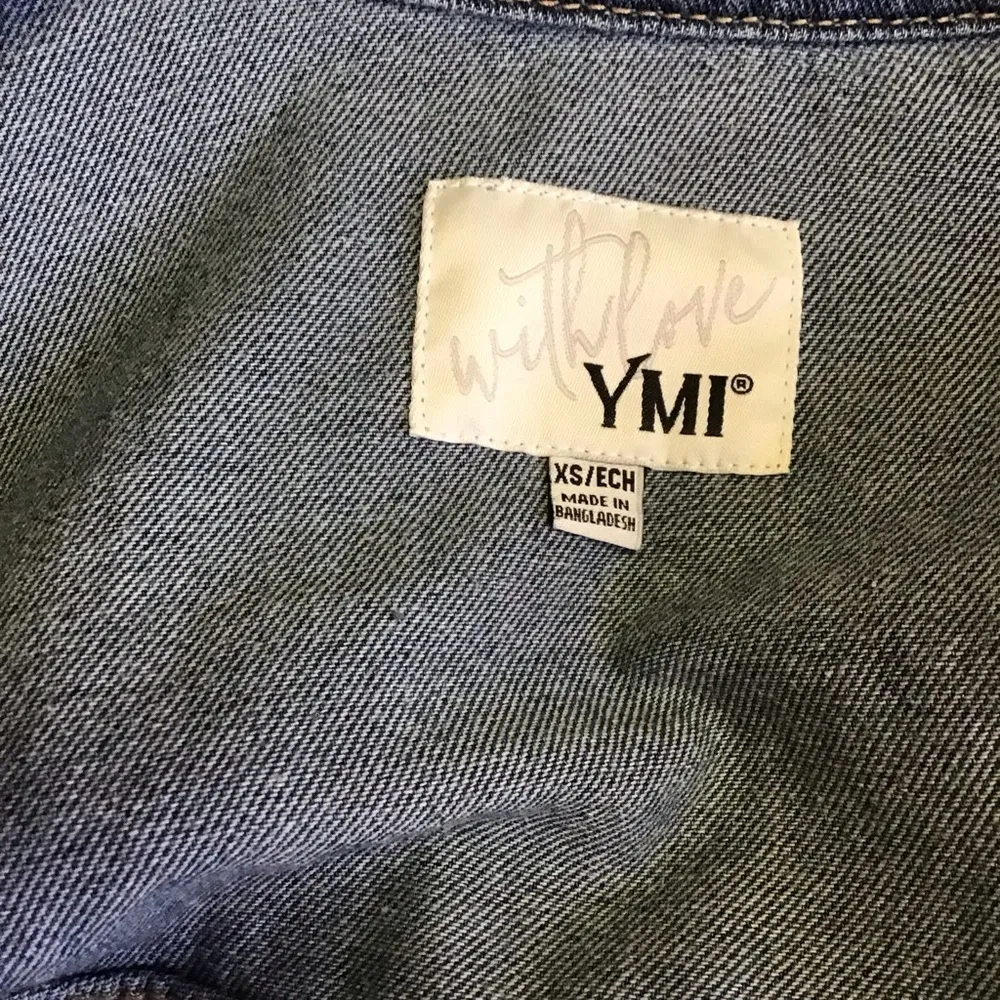 with love
YMI®
XS/ECH
MADE IN
BANGLADESH